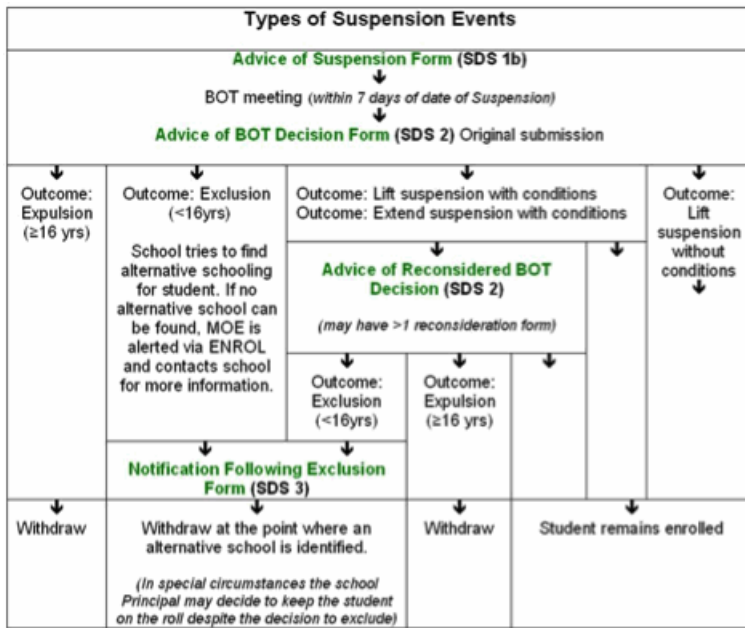 Types of Suspension Events
Advice of Suspension Form (SDS 1b)
BOT meeting (within 7 days of date of Suspension)
Advice of BOT Decision Form (SDS 2) Original submission
Outcome:
Expulsion
(≥16 yrs)
Outcome: Exclusion
(<16yrs)
School tries to find
alternative schooling
for student. If no
alternative school can
be found, MOE is
alerted via ENROL
and contacts school
for more information.
Outcome: Lift suspension with conditions
Outcome: Extend suspension with conditions
Outcome:
Lift
suspension
without
conditions
Advice of Reconsidered BOT
Decision (SDS 2)
(may have >1 reconsideration form)
Outcome:
Exclusion
(<16yrs)
Outcome:
Expulsion
(≥16 yrs)
Notification Following Exclusion
Form (SDS 3)
Withdraw
Withdraw at the point where an
alternative school is identified.
(In special circumstances the school
Principal may decide to keep the student
on the roll despite the decision to exclude)
Withdraw
Student remains enrolled